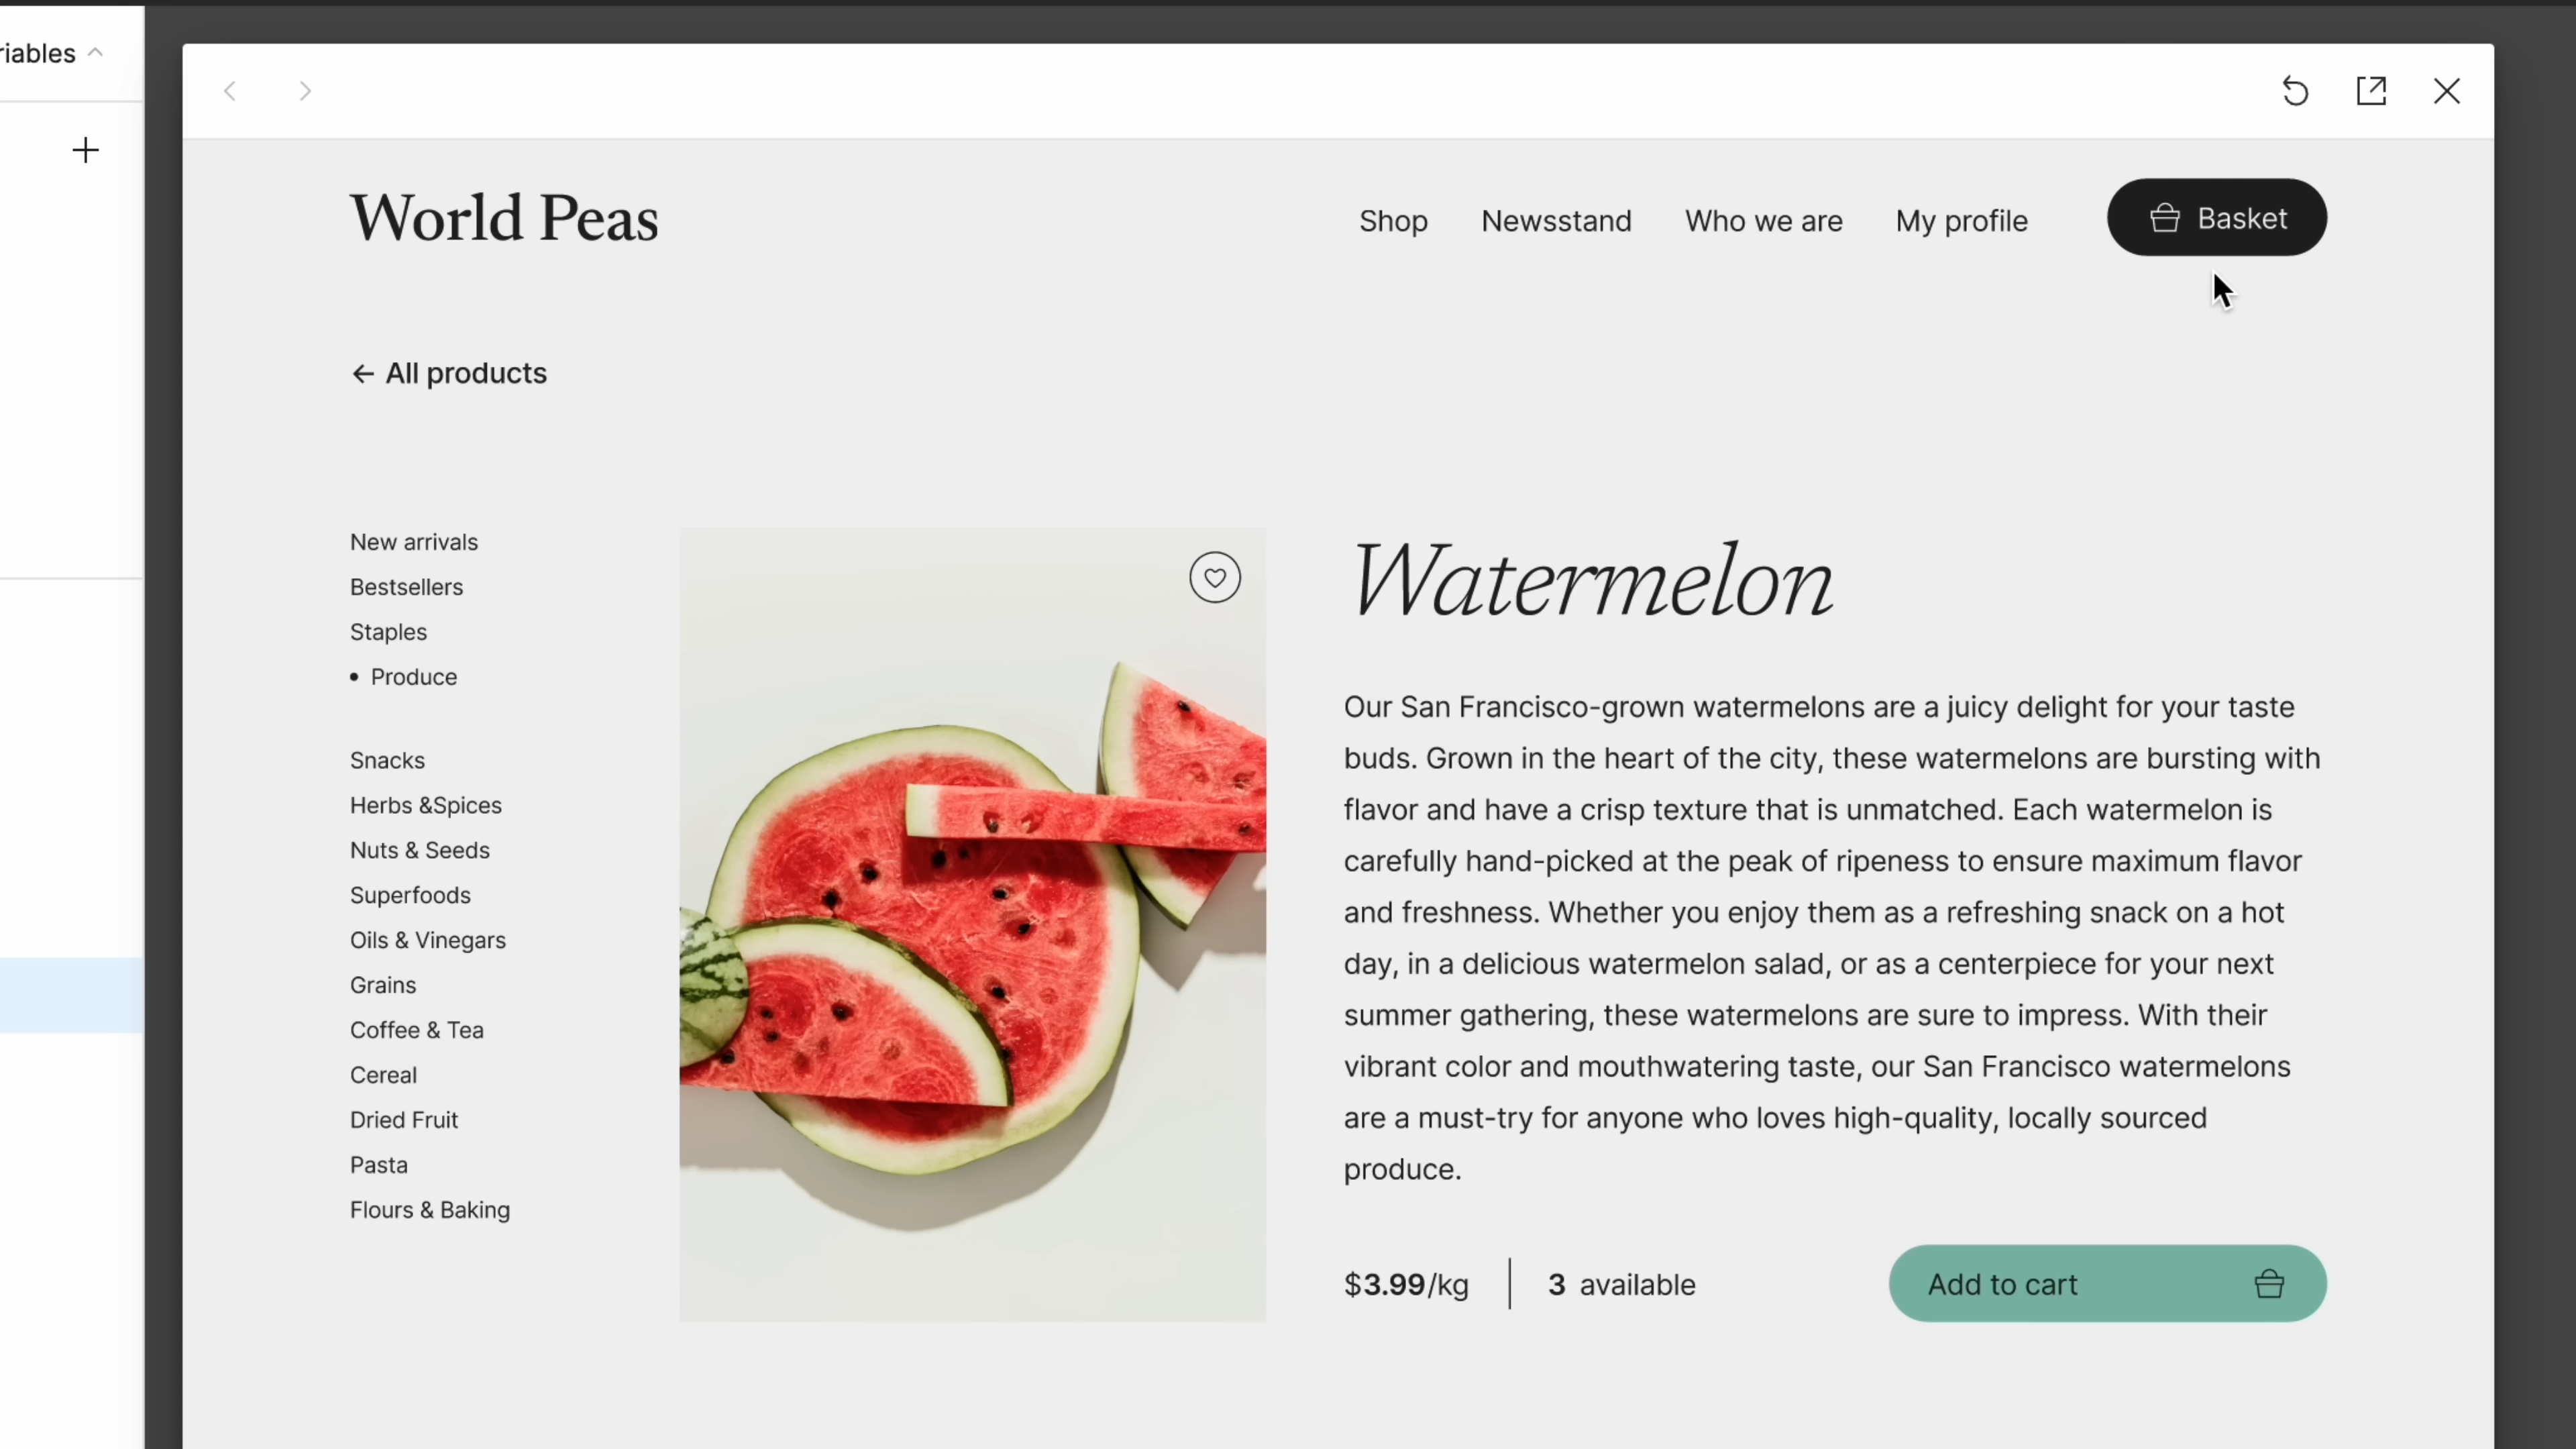 riables
World Peas
Shop
Newsstand
Who we are
My profile
Basket
← All products
New arrivals
Bestsellers
Staples
• Produce
Snacks
Herbs &Spices
Nuts & Seeds
Superfoods
Oils & Vinegars
Grains
Coffee & Tea
Cereal
Dried Fruit
Pasta
Flours & Baking
Watermelon
Our San Francisco-grown watermelons are a juicy delight for your taste
buds. Grown in the heart of the city, these watermelons are bursting with
flavor and have a crisp texture that is unmatched. Each watermelon is
carefully hand-picked at the peak of ripeness to ensure maximum flavor
and freshness. Whether you enjoy them as a refreshing snack on a hot
day, in a delicious watermelon salad, or as a centerpiece for your next
summer gathering, these watermelons are sure to impress. With their
vibrant color and mouthwatering taste, our San Francisco watermelons
are a must-try for anyone who loves high-quality, locally sourced
produce.
$3.99/kg
3 available
Add to cart